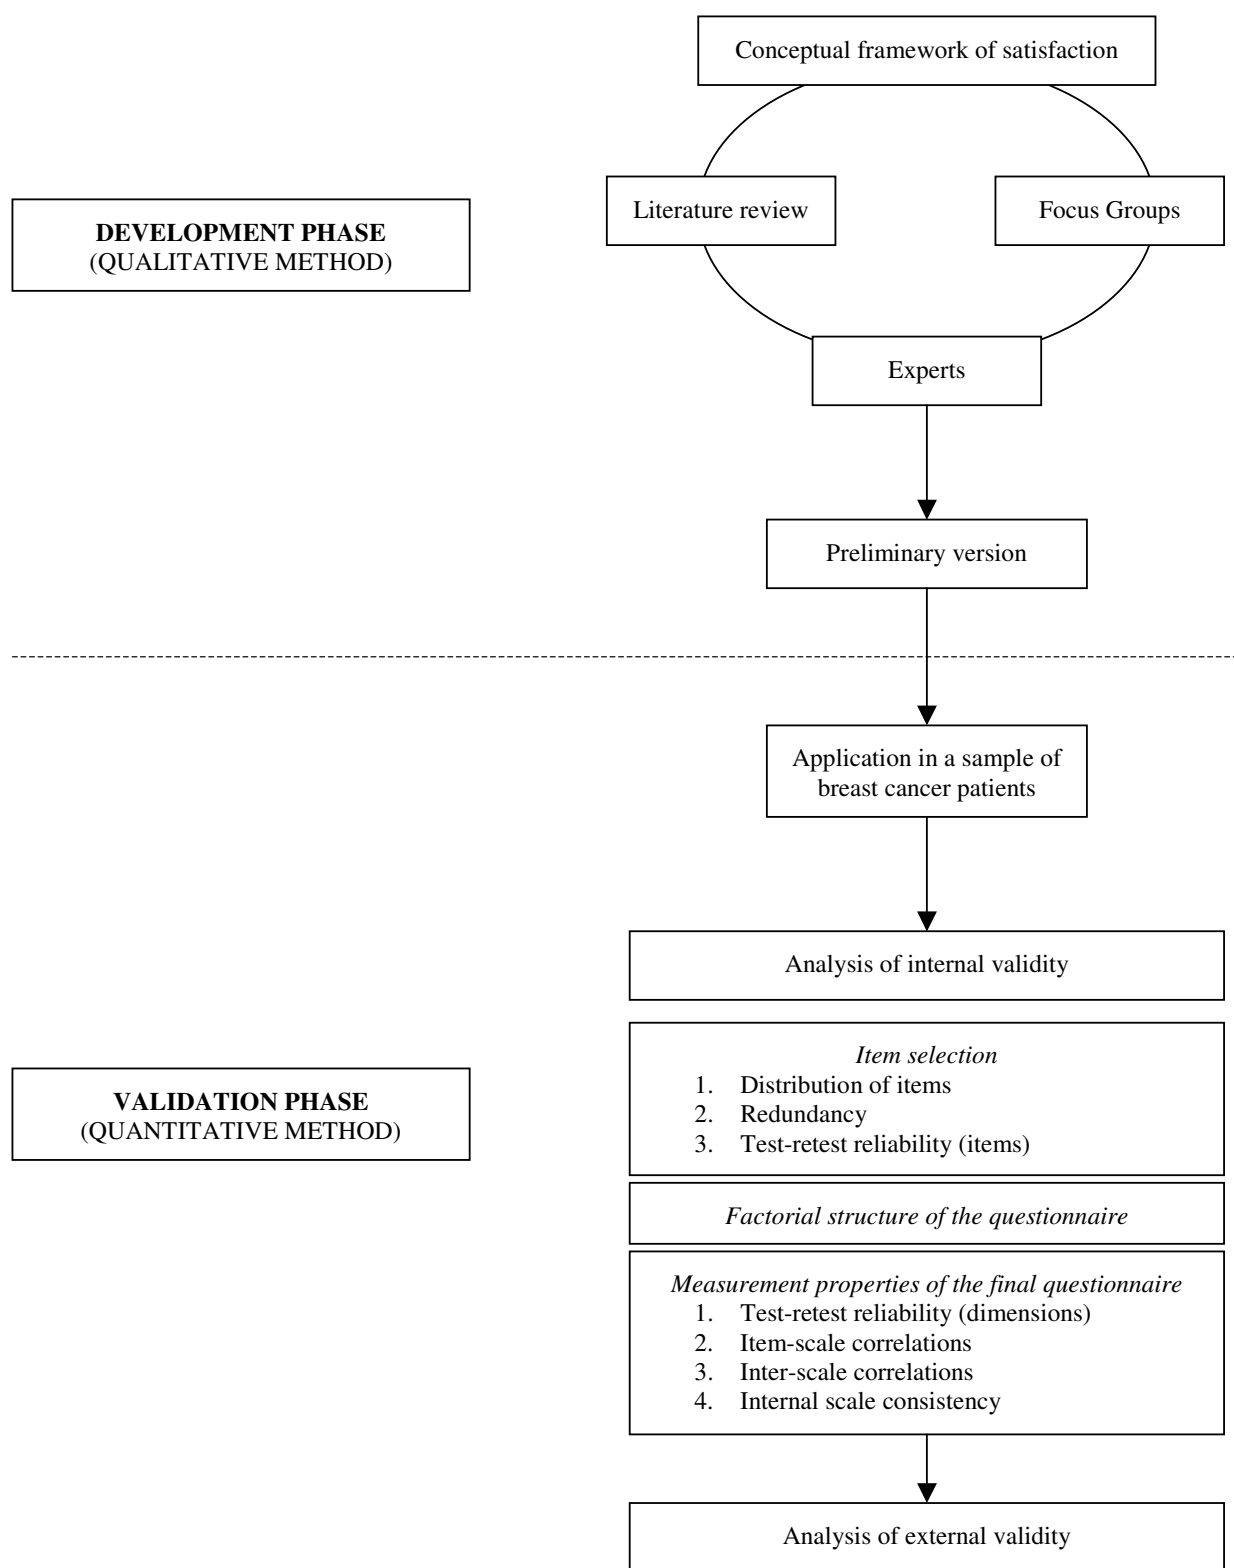 Conceptual framework of satisfaction
Literature review
Focus Groups
DEVELOPMENT PHASE
(QUALITATIVE METHOD)
Experts
Preliminary version
Application in a sample of
breast cancer patients
Analysis of internal validity
Item selection
1. Distribution of items
2. Redundancy
3. Test-retest reliability (items)
VALIDATION PHASE
(QUANTITATIVE METHOD)
Factorial structure of the questionnaire
Measurement properties of the final questionnaire
1. Test-retest reliability (dimensions)
2. Item-scale correlations
3. Inter-scale correlations
4. Internal scale consistency
Analysis of external validity